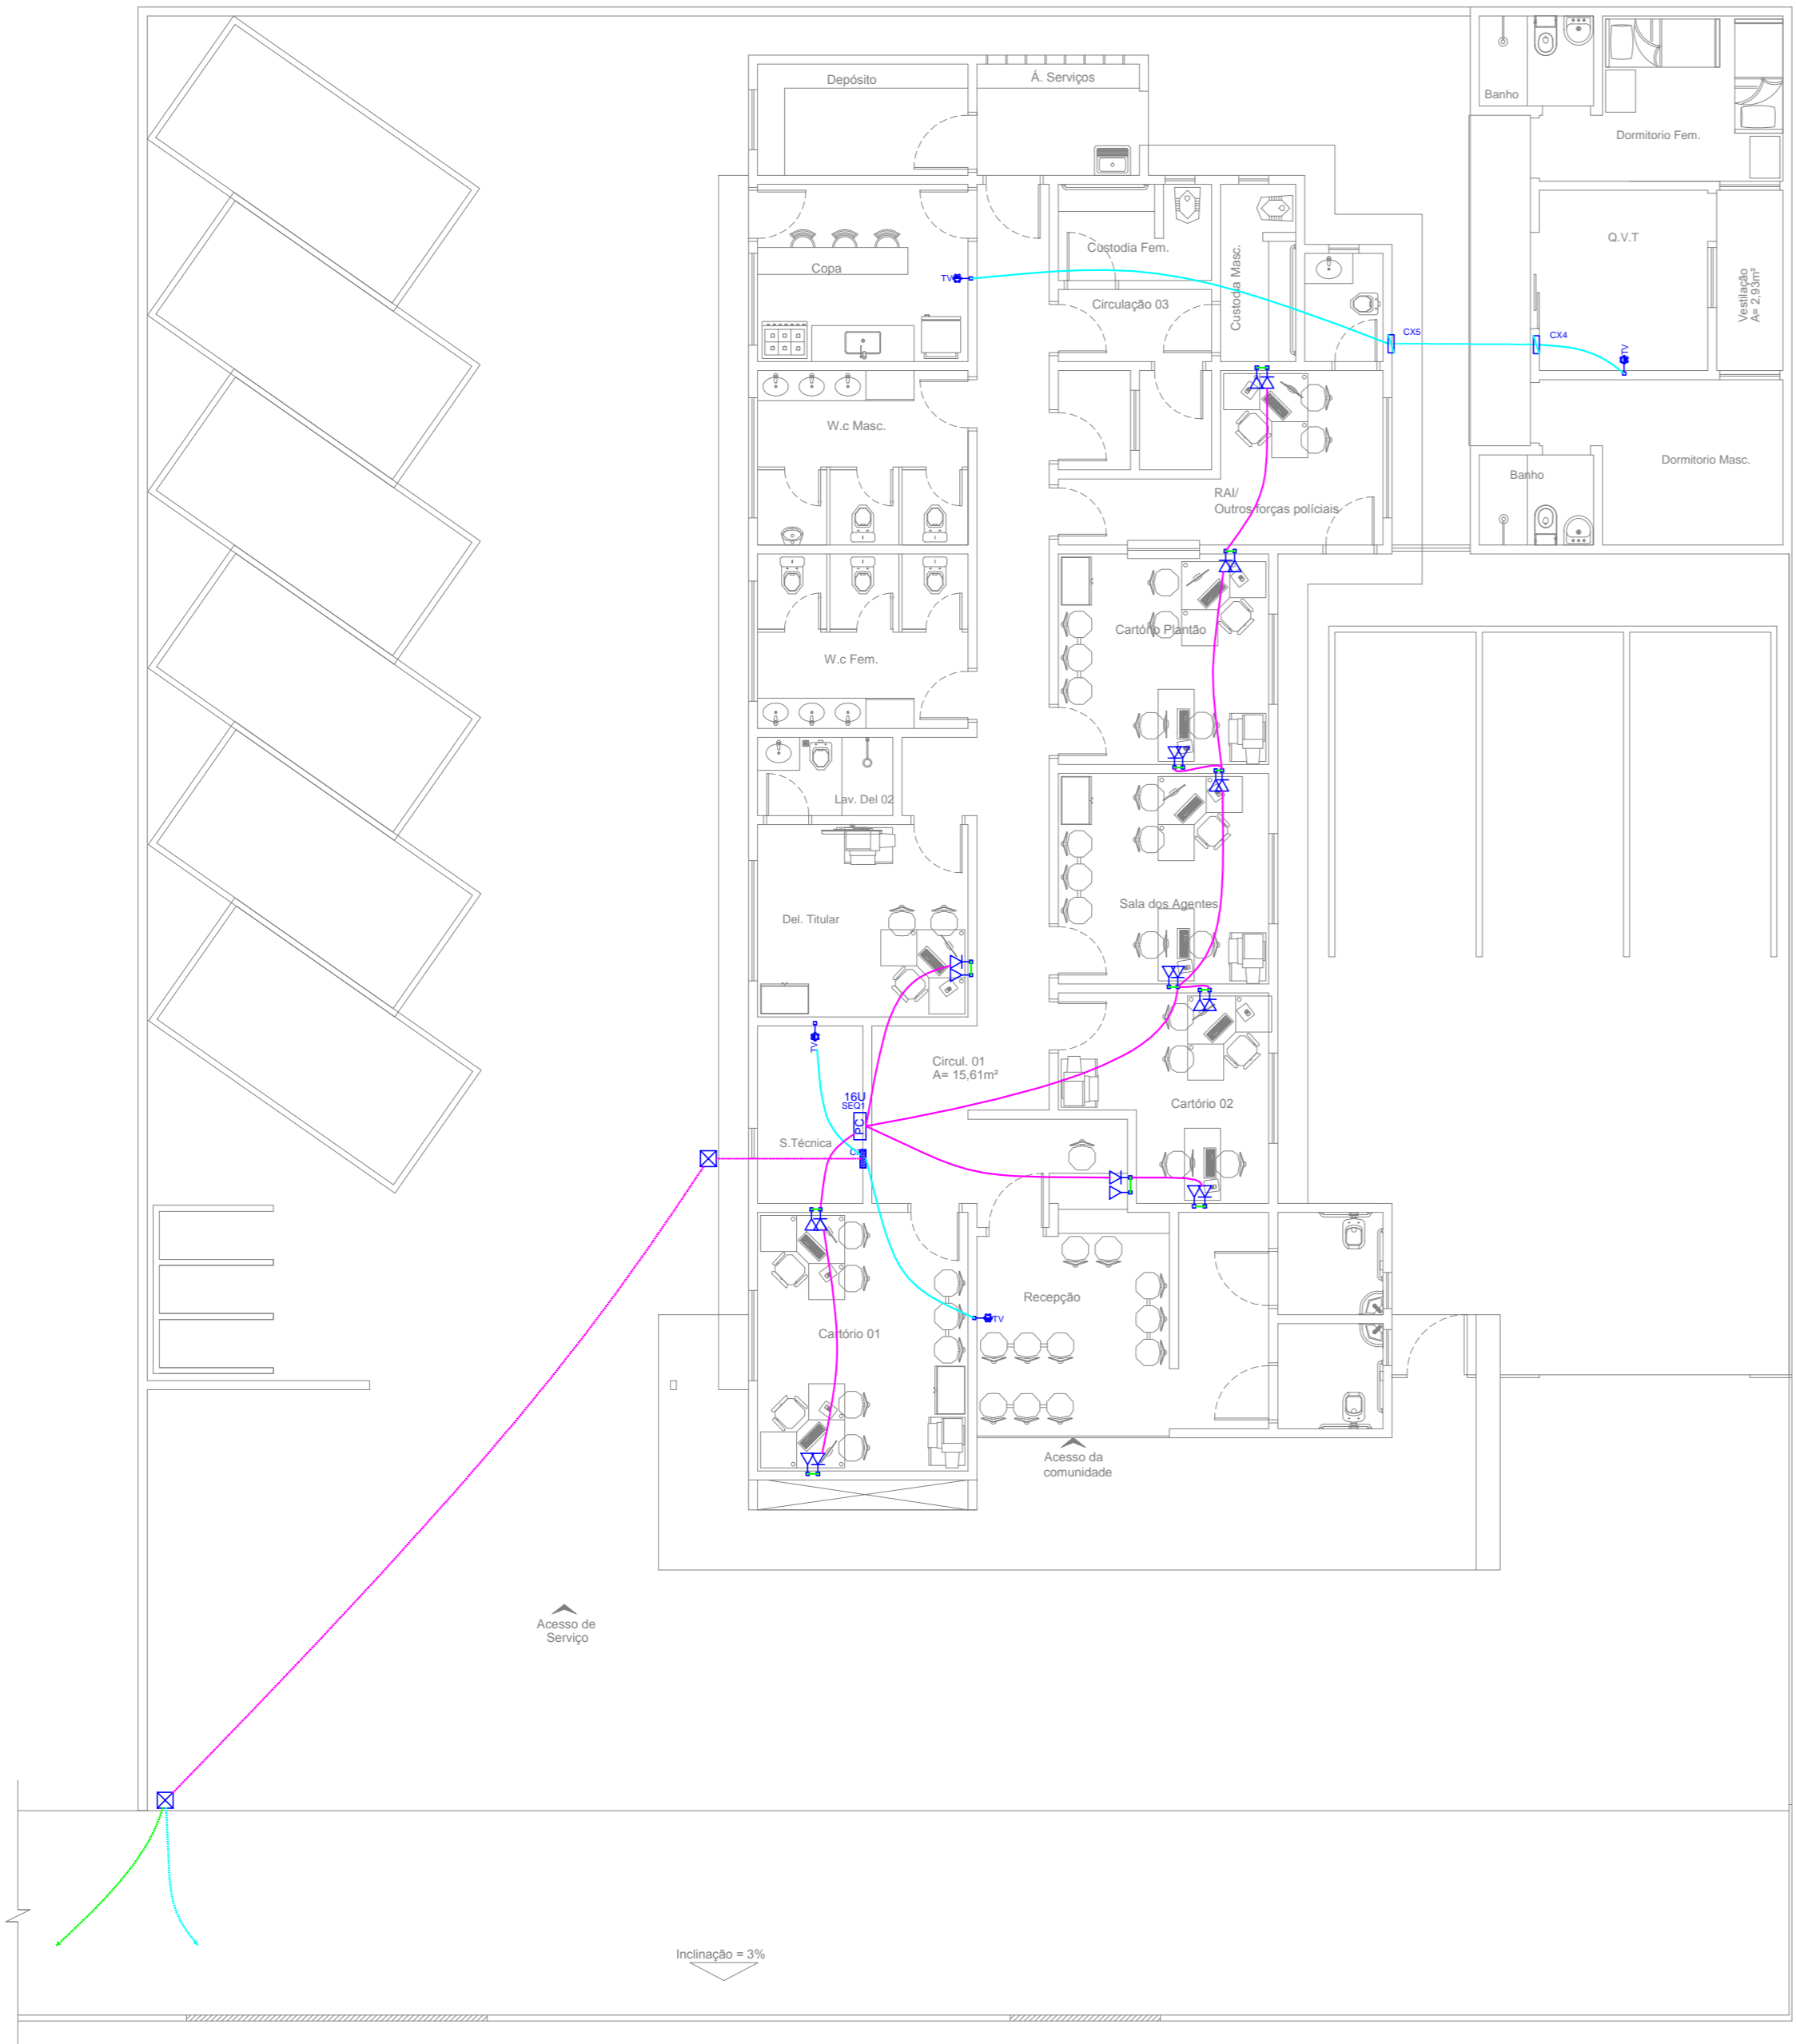 Depósito
Á. Serviços
Banho
Dormitorio Fem.
Custodia Fem.
Custodia Masc.
Q.V.T
Vestilação
A= 2,93m²
Copa
TV
Circulação 03
CX5
CX4
TV
W.c Masc.
Banho
Dormitorio Masc.
RAI/
Outros forças políciais
Cartório Plantão
W.c Fem.
Lav. Del 02
Del. Titular
Sala dos Agentes
TV
Circul. 01
A= 15,61m²
16U
SEQ1
PC
Cartório 02
S.Técnica
Recepção
TV
Cartório 01
Acesso da
comunidade
Acesso de
Serviço
Inclinação = 3%